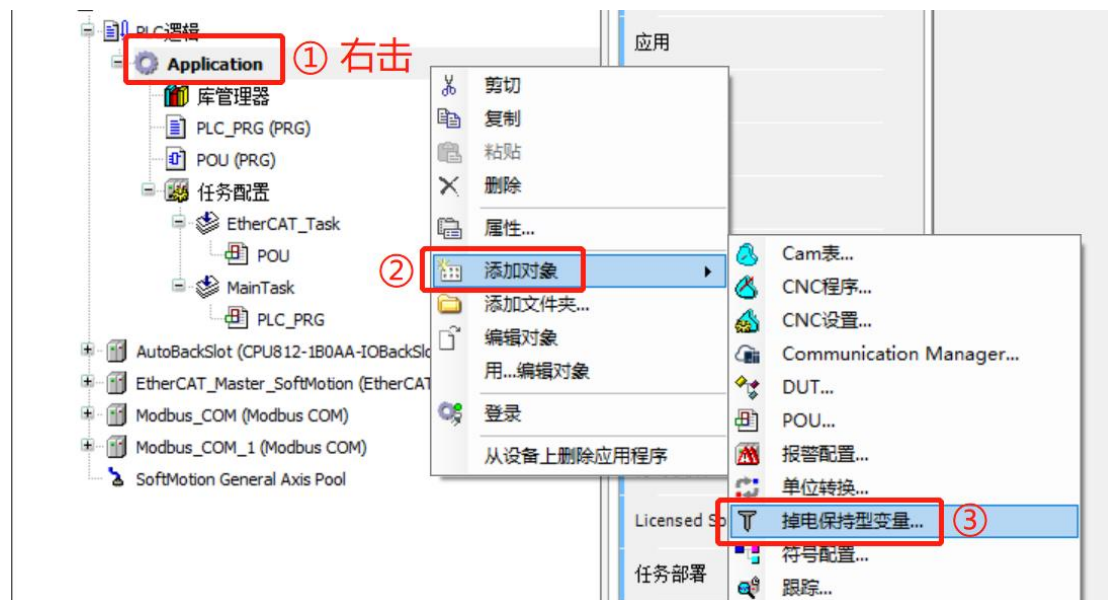 PLC逻辑
Application
① 右击
库管理器
PLC_PRG (PRG)
POU (PRG)
任务配置
EtherCAT_Task
POU
MainTask
PLC_PRG
AutoBackSlot (CPU812-1B0AA-IOBackSlo
EtherCAT_Master_SoftMotion (EtherCAT
Modbus_COM (Modbus COM)
Modbus_COM_1 (Modbus COM)
SoftMotion General Axis Pool
剪切
复制
粘贴
删除
属性...
② 添加对象
添加文件夹...
编辑对象
用...编辑对象
登录
从设备上删除应用程序
应用
Licensed So
任务部署
Cam表...
CNC程序...
CNC设置...
Communication Manager...
DUT...
POU...
报警配置...
单位转换...
掉电保持型变量... ③
符号配置...
跟踪...